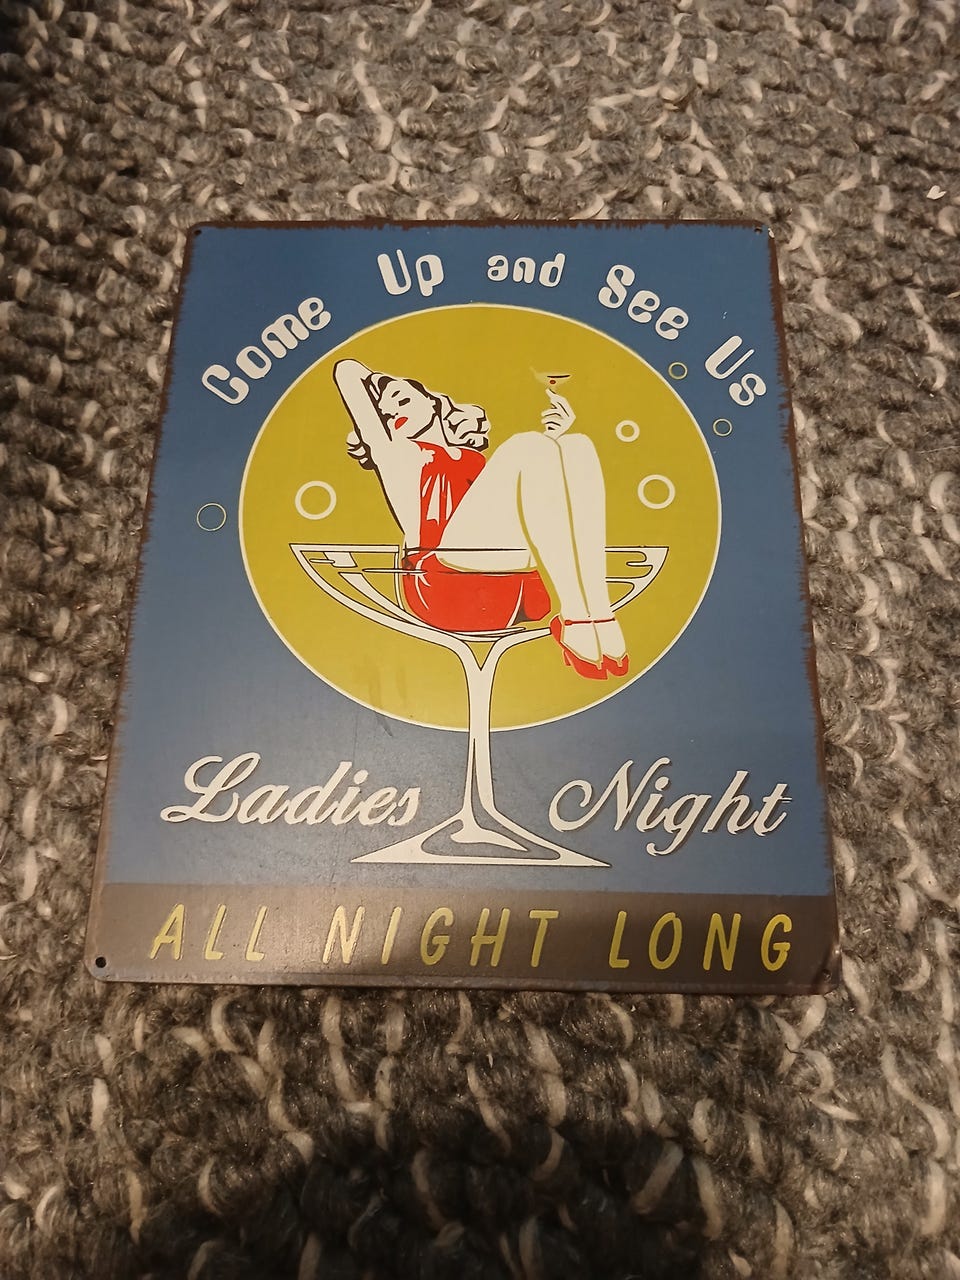 Come Up and See Us
Ladies Night
ALL NIGHT LONG